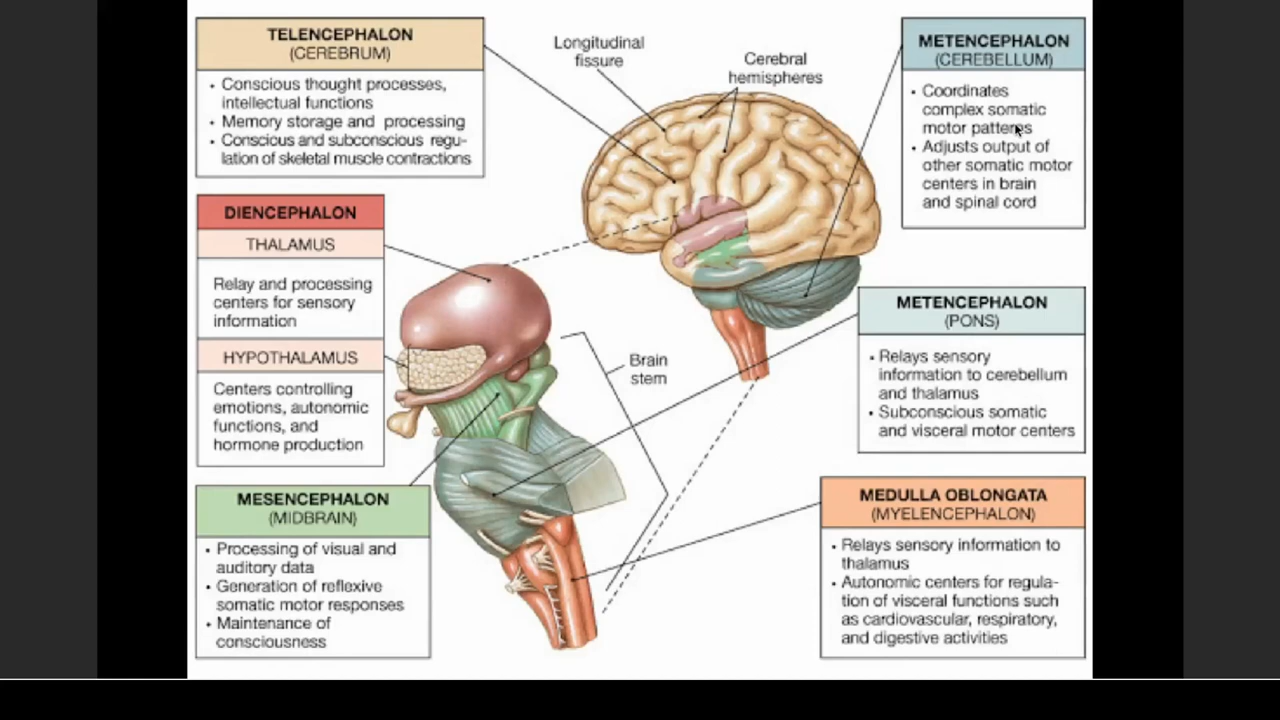 TELENCEPHALON
(CEREBRUM)
• Conscious thought processes,
intellectual functions
• Memory storage and processing
• Conscious and subconscious regu-
lation of skeletal muscle contractions
Longitudinal
fissure
Cerebral
hemispheres
METENCEPHALON
(CEREBELLUM)
• Coordinates
complex somatic
motor patterns
• Adjusts output of
other somatic motor
centers in brain
and spinal cord
DIENCEPHALON
THALAMUS
Relay and processing
centers for sensory
information
HYPOTHALAMUS
Centers controlling
emotions, autonomic
functions, and
hormone production
Brain
stem
METENCEPHALON
(PONS)
• Relays sensory
information to cerebellum
and thalamus
• Subconscious somatic
and visceral motor centers
MESENCEPHALON
(MIDBRAIN)
• Processing of visual and
auditory data
• Generation of reflexive
somatic motor responses
• Maintenance of
consciousness
MEDULLA OBLONGATA
(MYELENCEPHALON)
• Relays sensory information to
thalamus
• Autonomic centers for regula-
tion of visceral functions such
as cardiovascular, respiratory,
and digestive activities